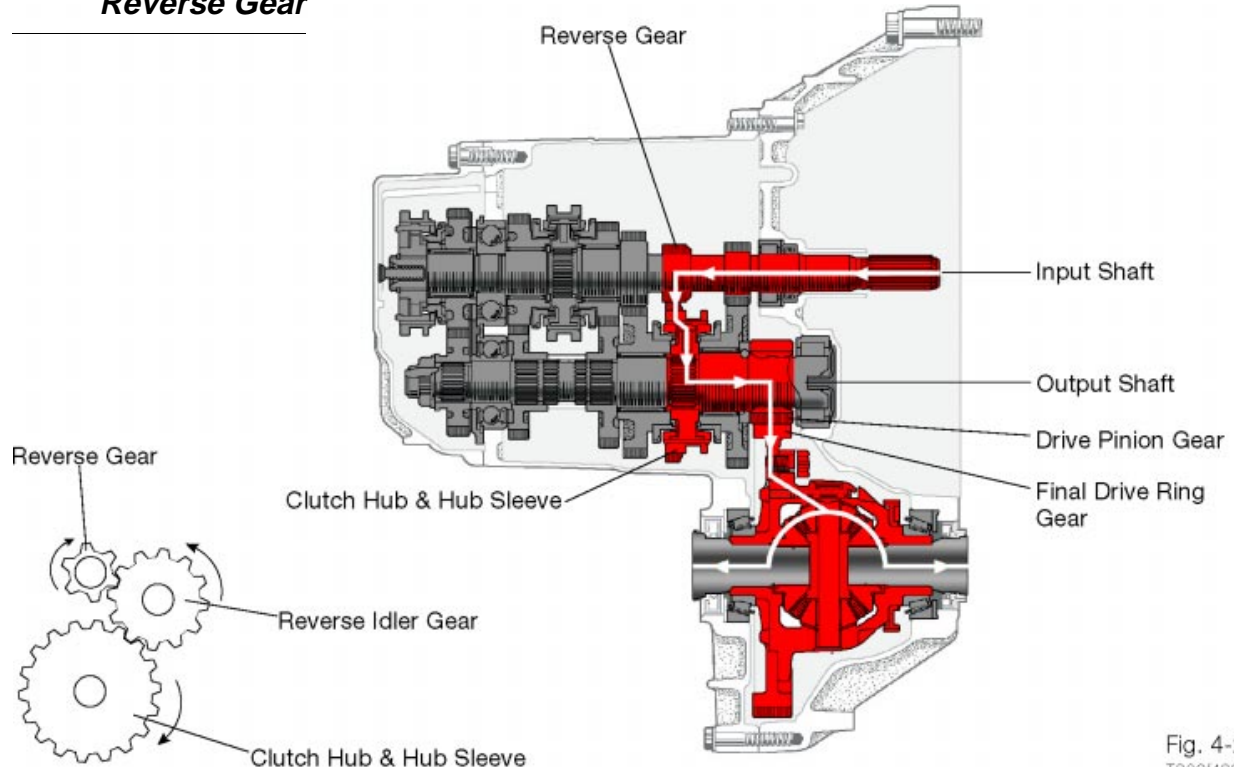 Reverse Gear
Reverse Gear
Input Shaft
Output Shaft
Drive Pinion Gear
Final Drive Ring
Gear
Clutch Hub & Hub Sleeve
Reverse Gear
Reverse Idler Gear
Clutch Hub & Hub Sleeve
Fig.